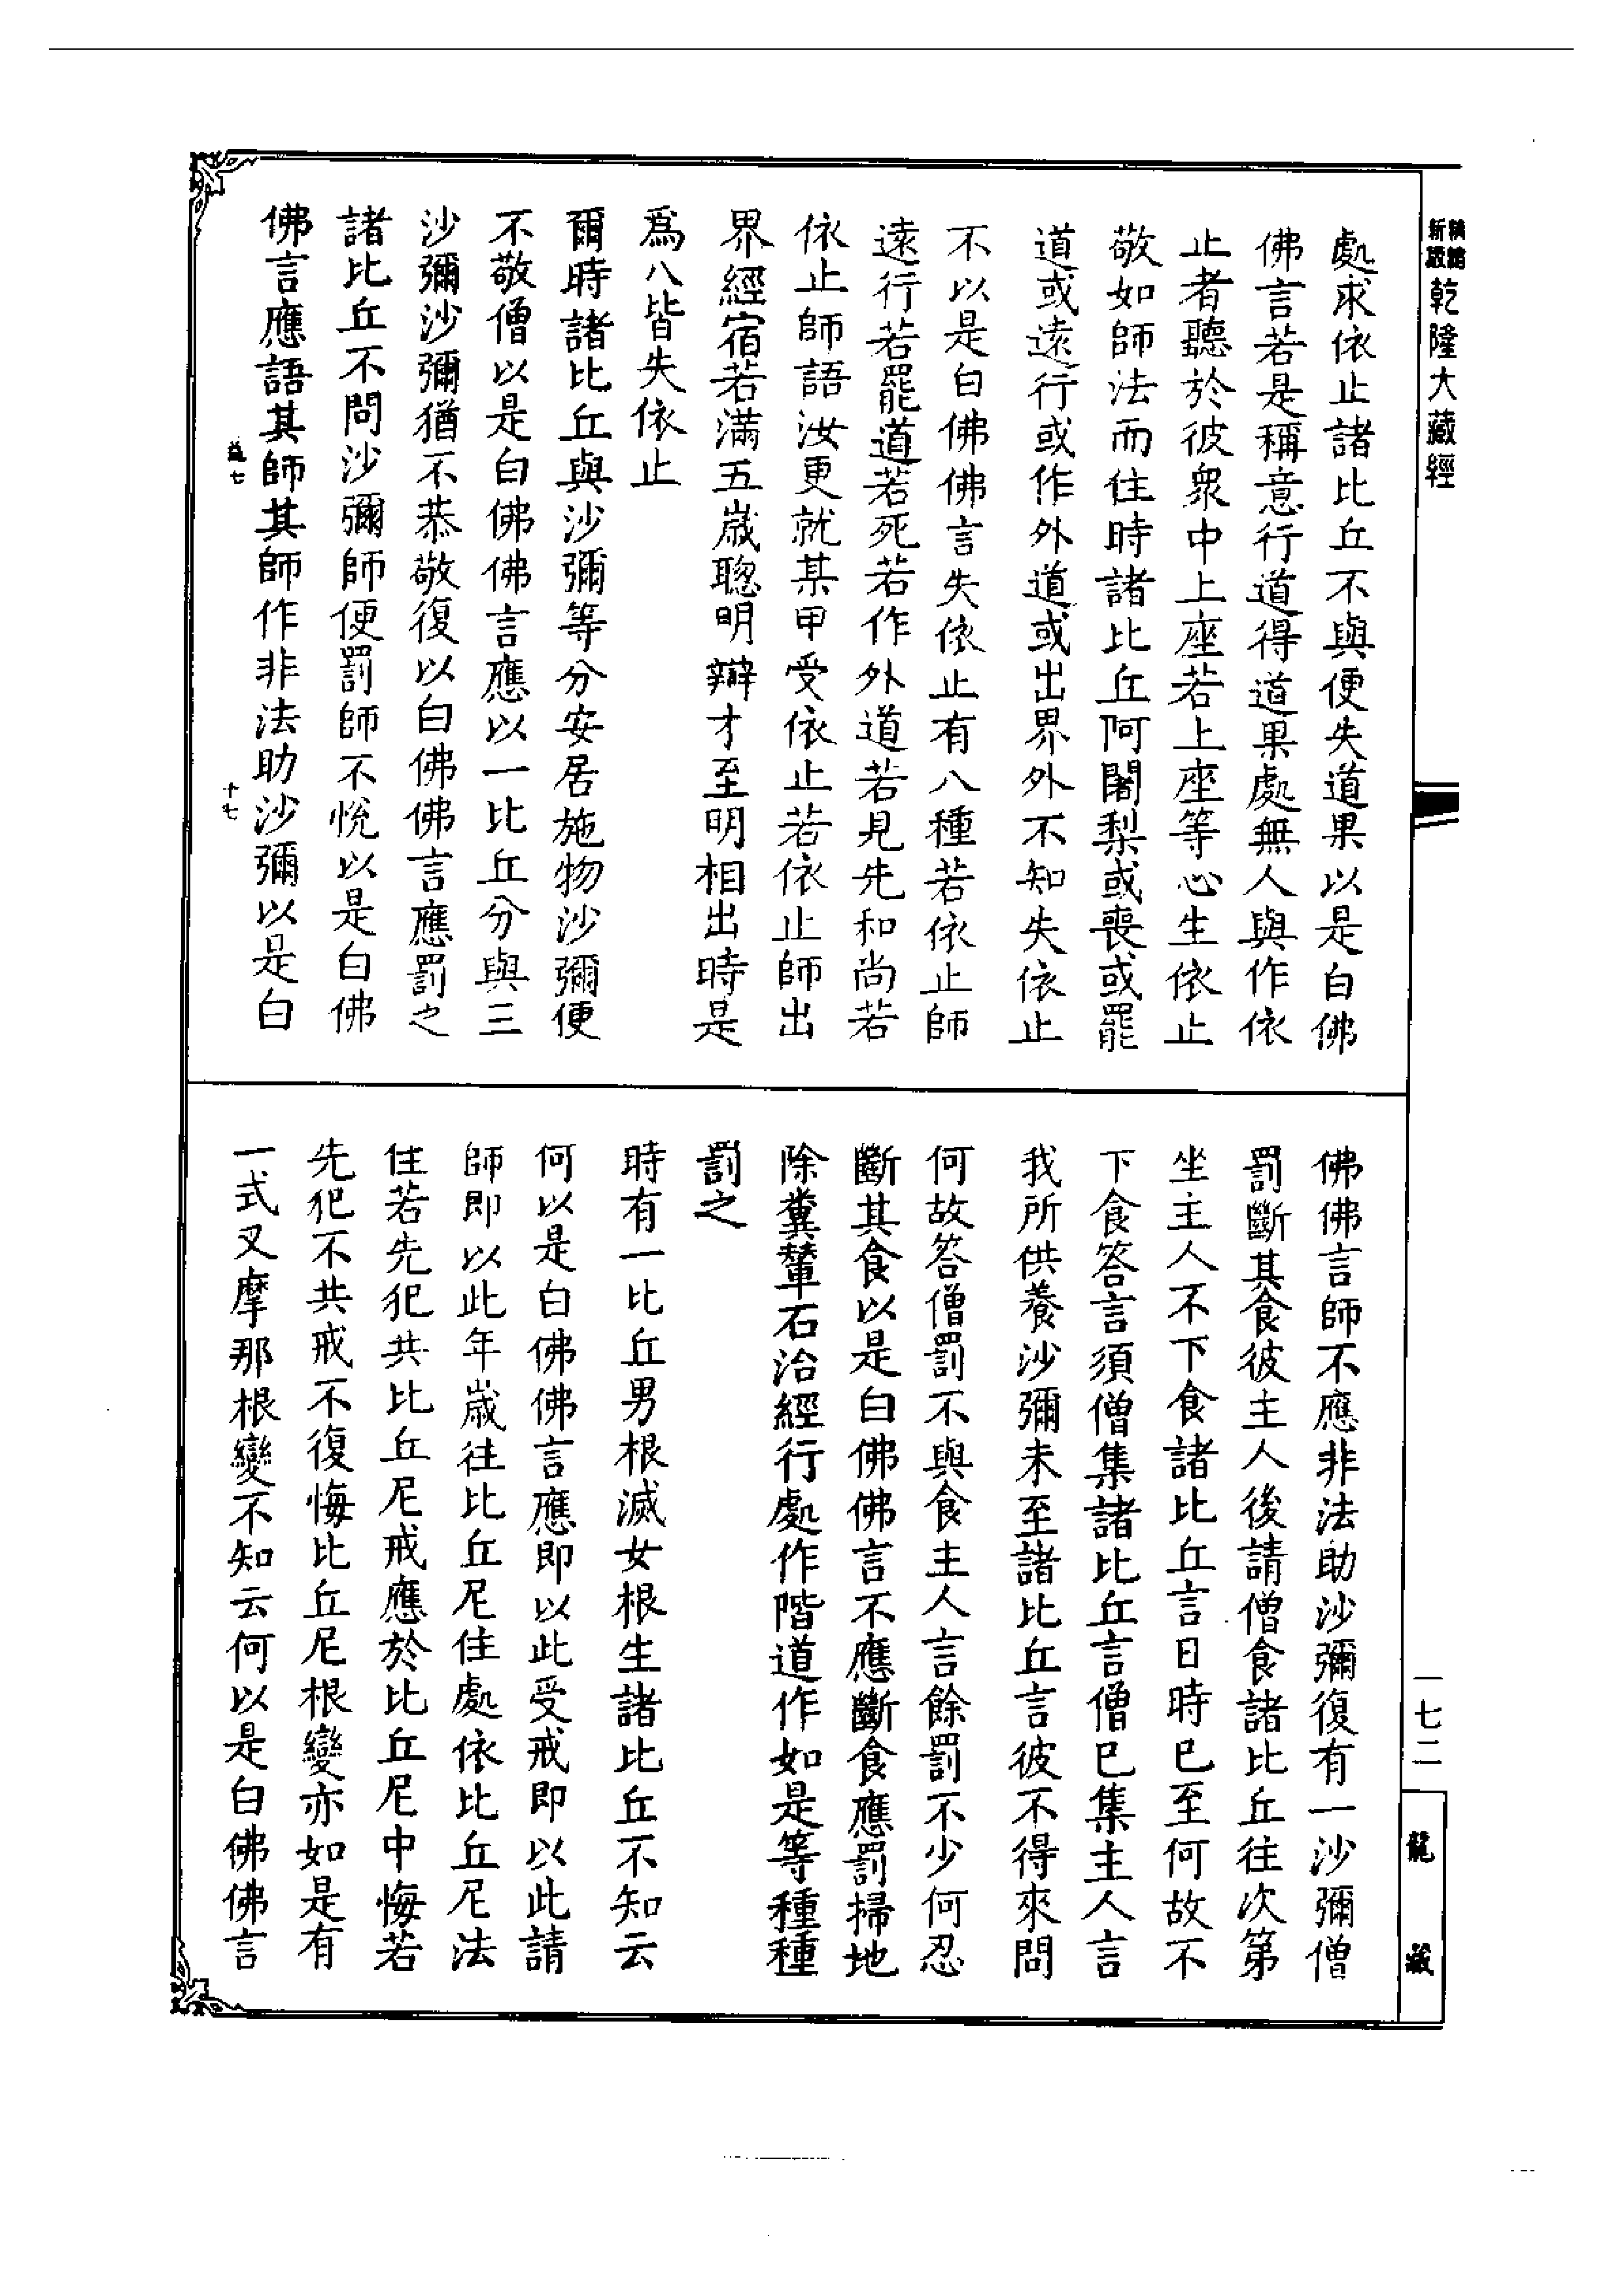 乾隆大藏經
處求依止諸比丘不與便失道果以是白佛
佛言若是稱意行道得道果處無人與作依
止者聽於彼衆中上座若上座等心生依止
敬如師法而住時諸比丘阿闍梨或喪或罷
道或遠行或作外道或出界外不知失依止
不以是白佛佛言失依止有八種若依止師
遠行若罷道若死若作外道若見先和尚若
依止師語汝更就某甲受依止若依止師出
界經宿若滿五歲聰明辯才至明相出時是
爲八皆失依止
爾時諸比丘與沙彌等分安居施物沙彌便
不敬僧以是白佛佛言應以一比丘分與三
沙彌沙彌猶不恭敬復以白佛佛言應罰之
諸比丘不問沙彌師便罰師不悅以是白佛
佛言應語其師其師作非法助沙彌以是白
益七
十七
佛佛言師不應非法助沙彌復有一沙彌僧
罰斷其食彼主人後請僧食諸比丘往次第
坐主人不下食諸比丘言日時已至何故不
下食答言須僧集諸比丘言僧已集主人言
我所供養沙彌未至諸比丘言彼不得來問
何故答僧罰不與食主人言餘罰不少何忍
斷其食以是白佛佛言不應斷食應罰掃地
除糞輦石治經行處作階道作如是等種種
罰之
時有一比丘男根滅女根生諸比丘不知云
何以是白佛佛言應即以此受戒即以此請
師即以此年歲往比丘尼住處依比丘尼法
住若先犯共比丘尼戒應於比丘尼中悔若
先犯不共戒不復悔比丘尼根變亦如是有
一式叉摩那根變不知云何以是白佛佛言
一七二
龍藏